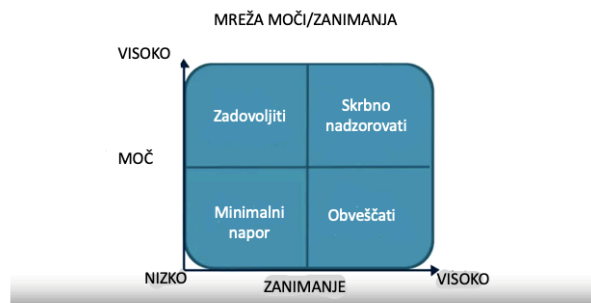 MREŽA MOČI/ZANIMANJA
VISOKO
Zadovoljiti
Skrbno
nadzorovati
MOČ
Minimalni
napor
Obveščati
NIZKO
ZANIMANJE
VISOKO